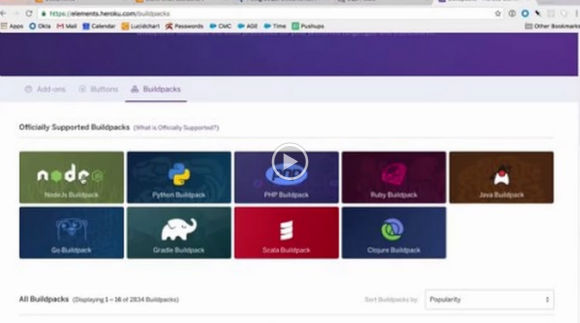 https://elements.heroku.com/buildpacks
Apps Okta M Mail Calendar Lucidchart Passwords CMC AGE Time Pushups Other Bookmarks
Add-ons Buttons Buildpacks
Officially Supported Buildpacks (What is Officially Supported?)
node
php
NodeJs Buildpack Python Buildpack PHP Buildpack Ruby Buildpack Java Buildpack
Go Buildpack Gradle Buildpack Scala Buildpack Clojure Buildpack
All Buildpacks (Displaying 1 – 16 of 2834 Buildpacks) Sort Buildpacks by Popularity